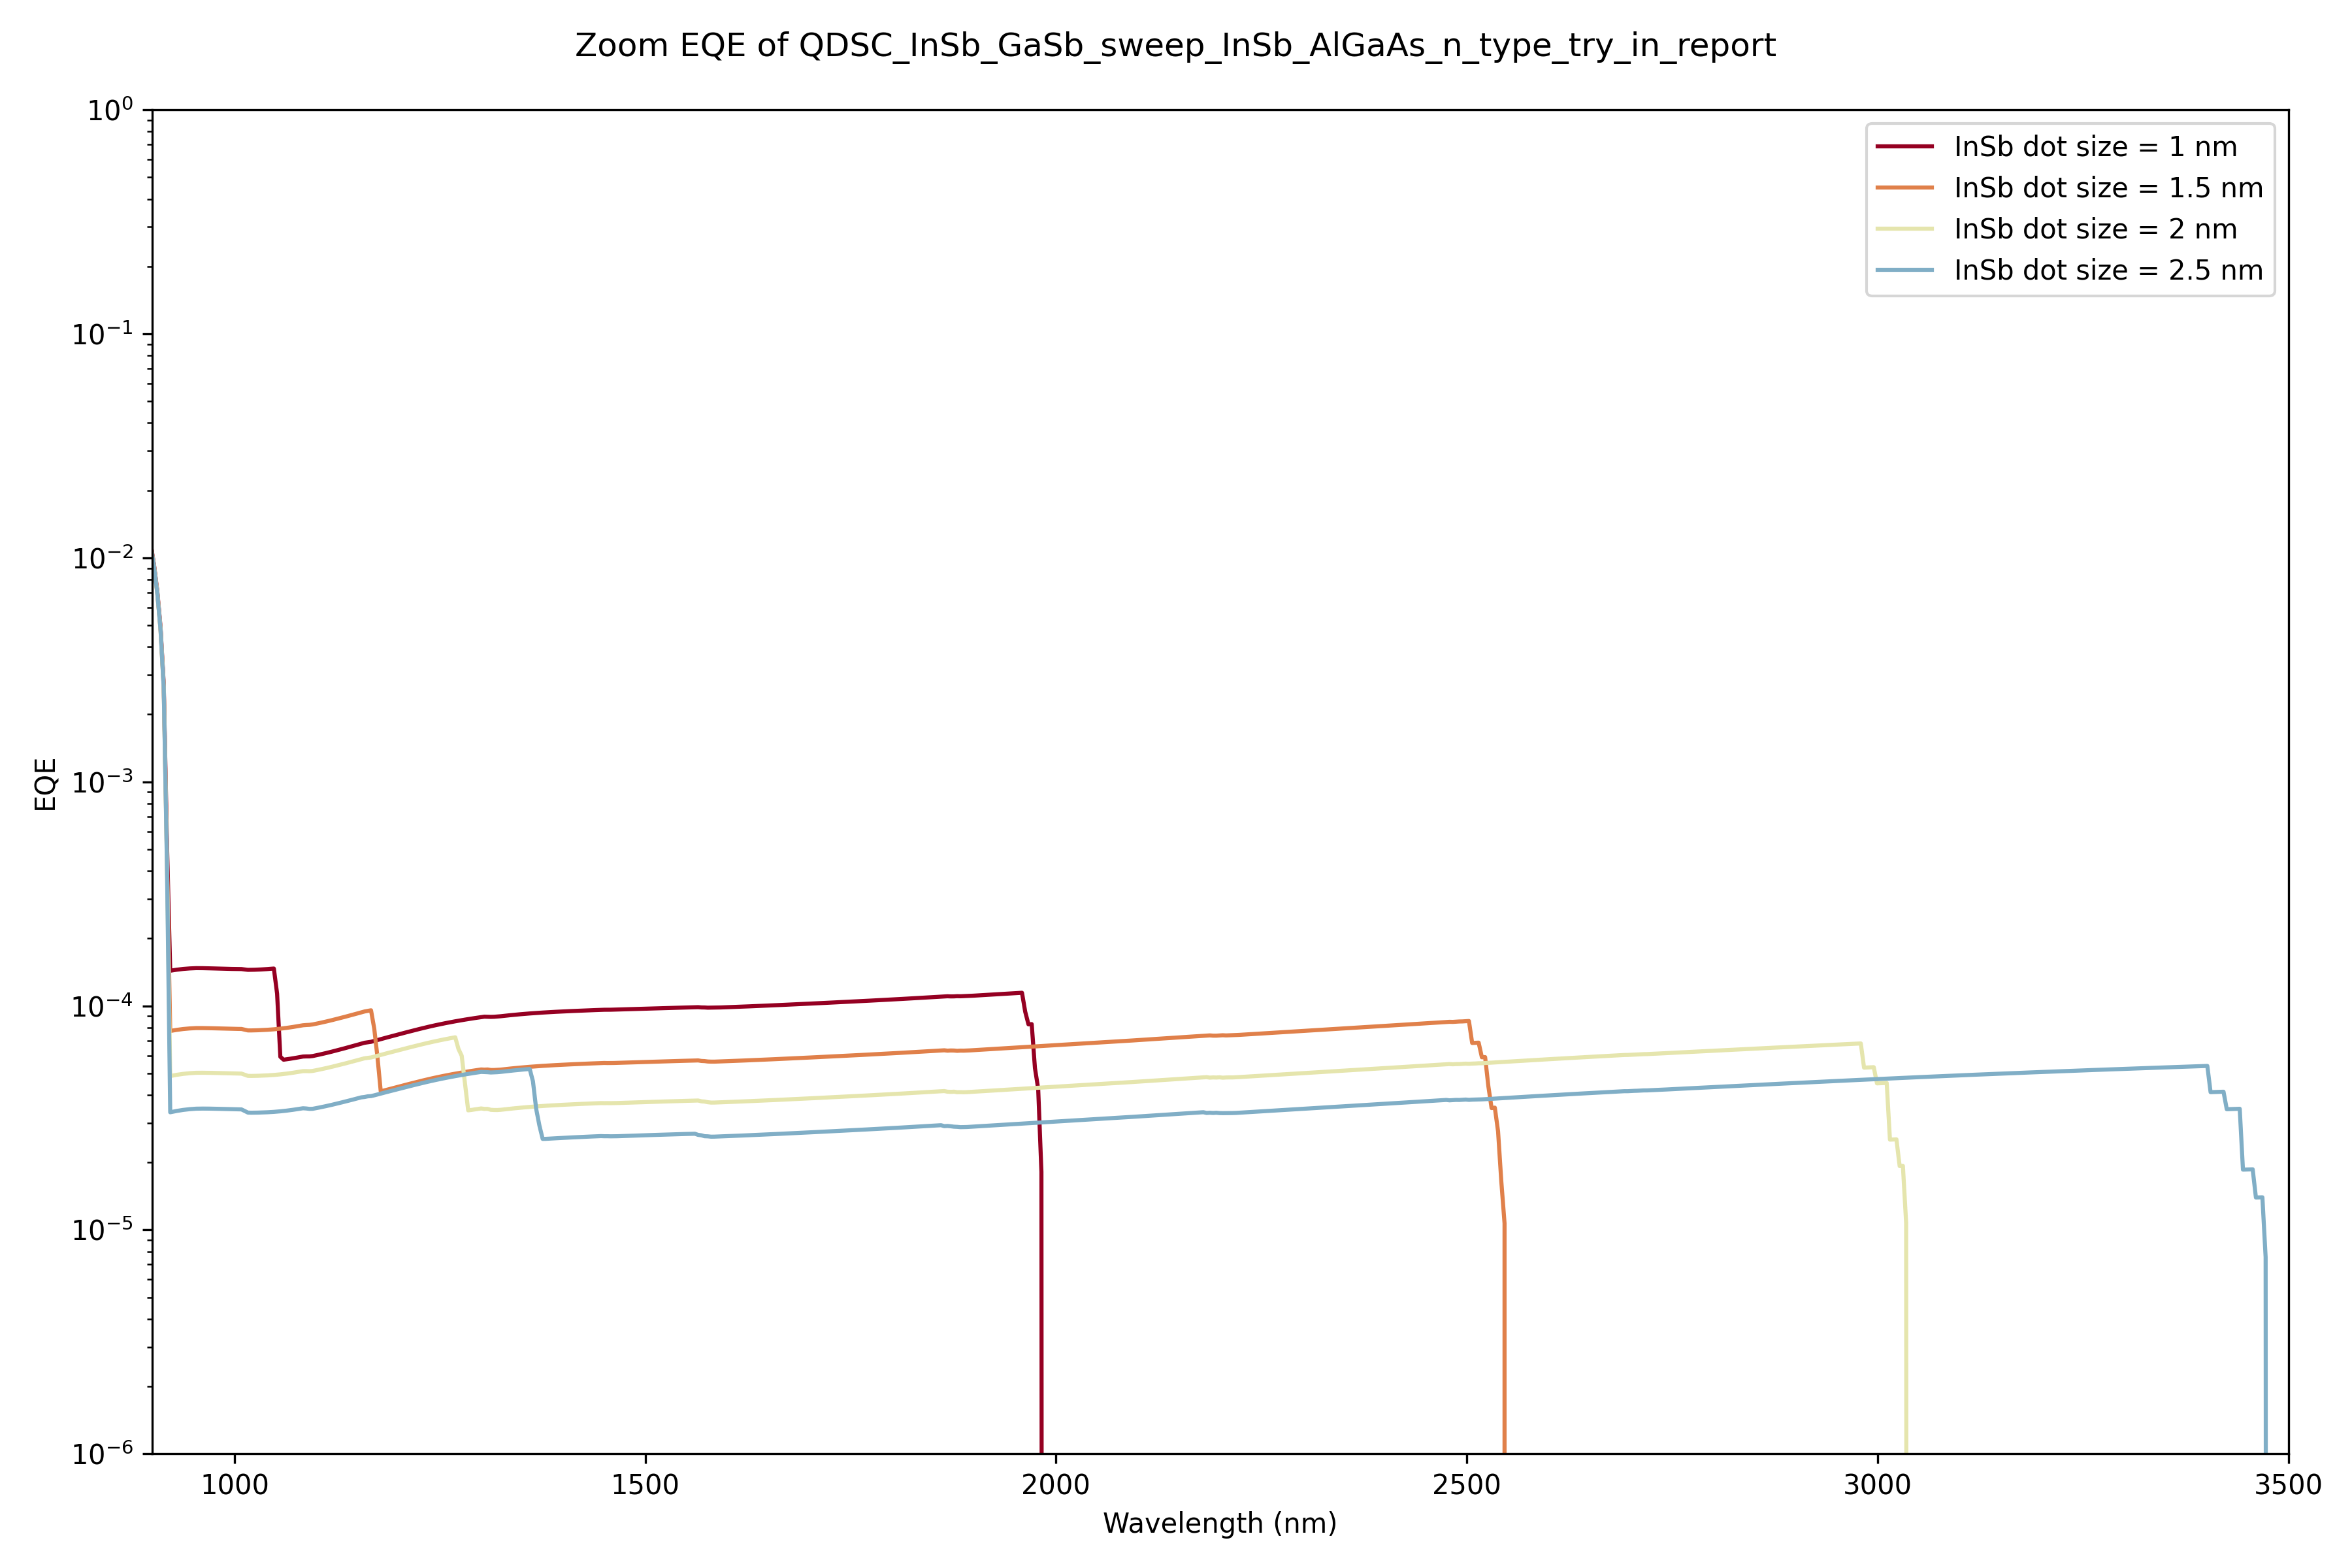 Zoom EQE of QDSC_InSb_GaSb_sweep_InSb_AlGaAs_n_type_try_in_report
InSb dot size = 1 nm
InSb dot size = 1.5 nm
InSb dot size = 2 nm
InSb dot size = 2.5 nm
EQE
10⁰
10⁻¹
10⁻²
10⁻³
10⁻⁴
10⁻⁵
10⁻⁶
1000 1500 2000 2500 3000 3500
Wavelength (nm)